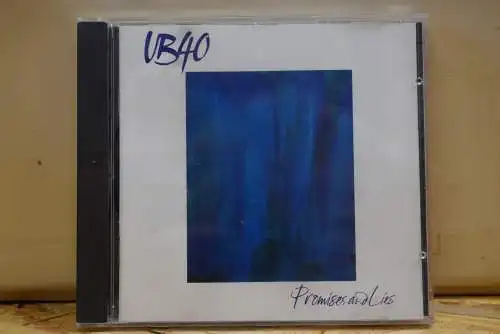 UB40
Promises and Lies